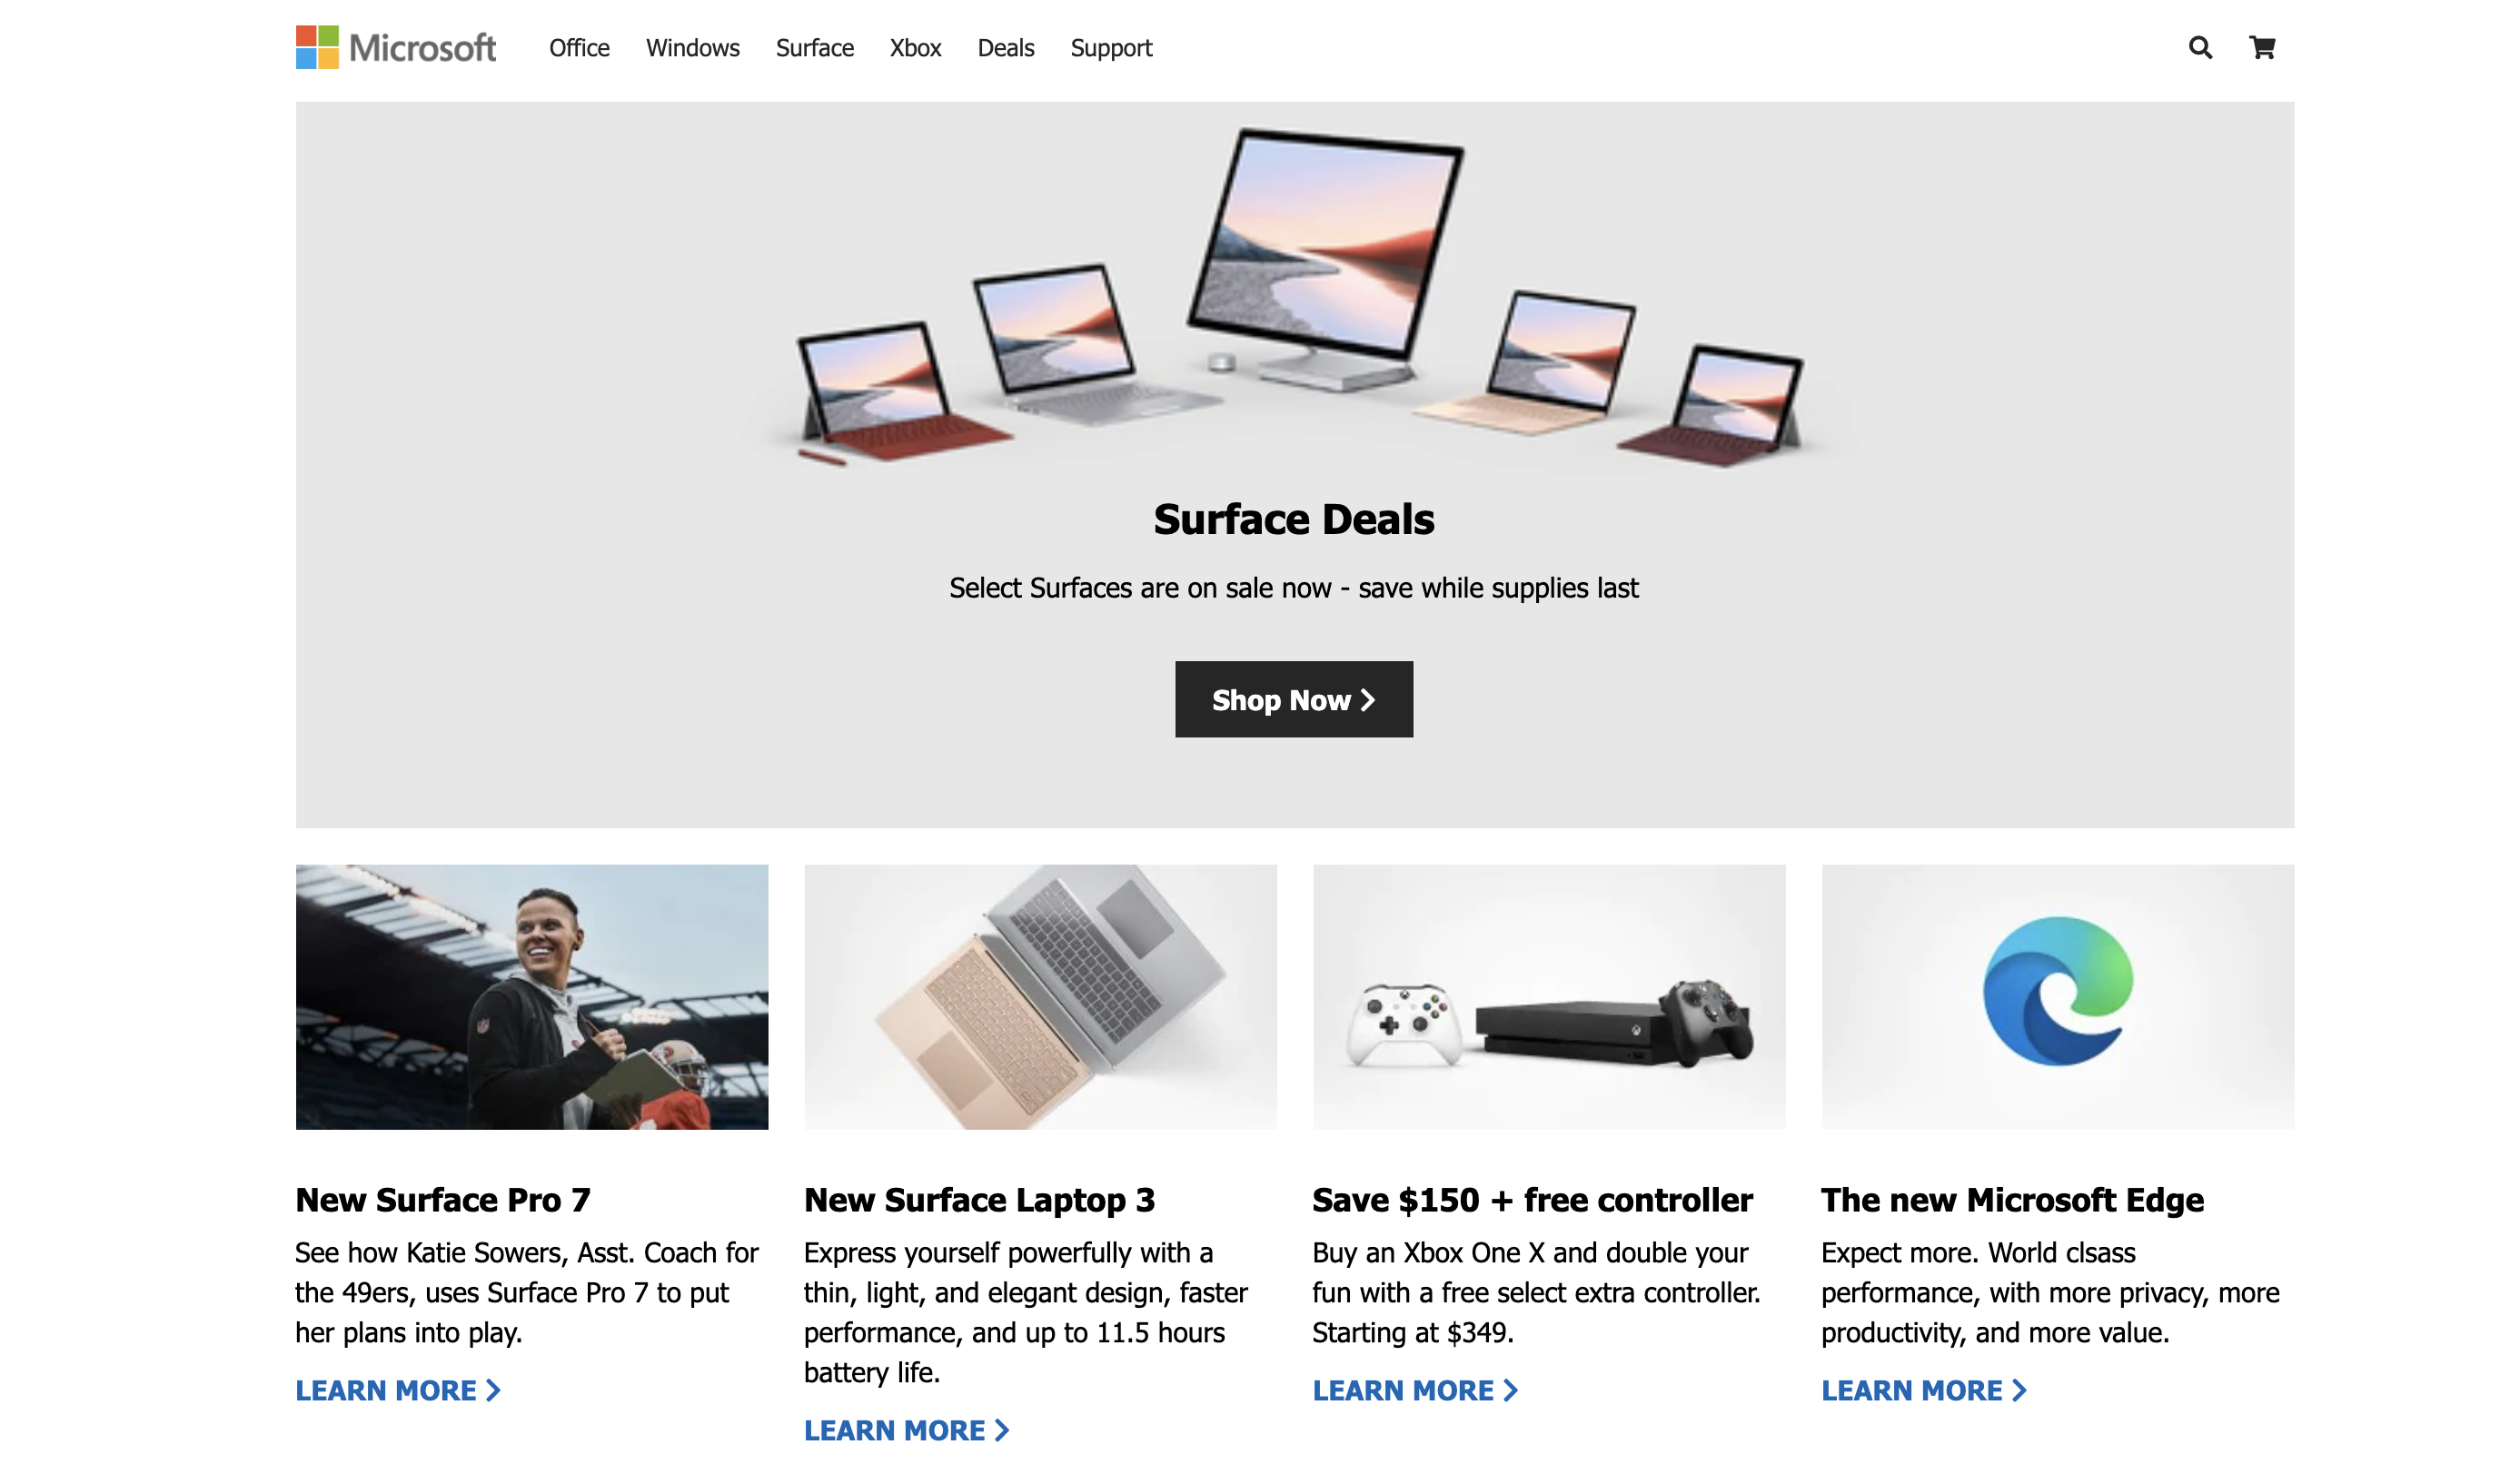 Microsoft Office Windows Surface Xbox Deals Support
Surface Deals
Select Surfaces are on sale now - save while supplies last
Shop Now
New Surface Pro 7
See how Katie Sowers, Asst. Coach for
the 49ers, uses Surface Pro 7 to put
her plans into play.
LEARN MORE
New Surface Laptop 3
Express yourself powerfully with a
thin, light, and elegant design, faster
performance, and up to 11.5 hours
battery life.
LEARN MORE
Save $150 + free controller
Buy an Xbox One X and double your
fun with a free select extra controller.
Starting at $349.
LEARN MORE
The new Microsoft Edge
Expect more. World clsass
performance, with more privacy, more
productivity, and more value.
LEARN MORE